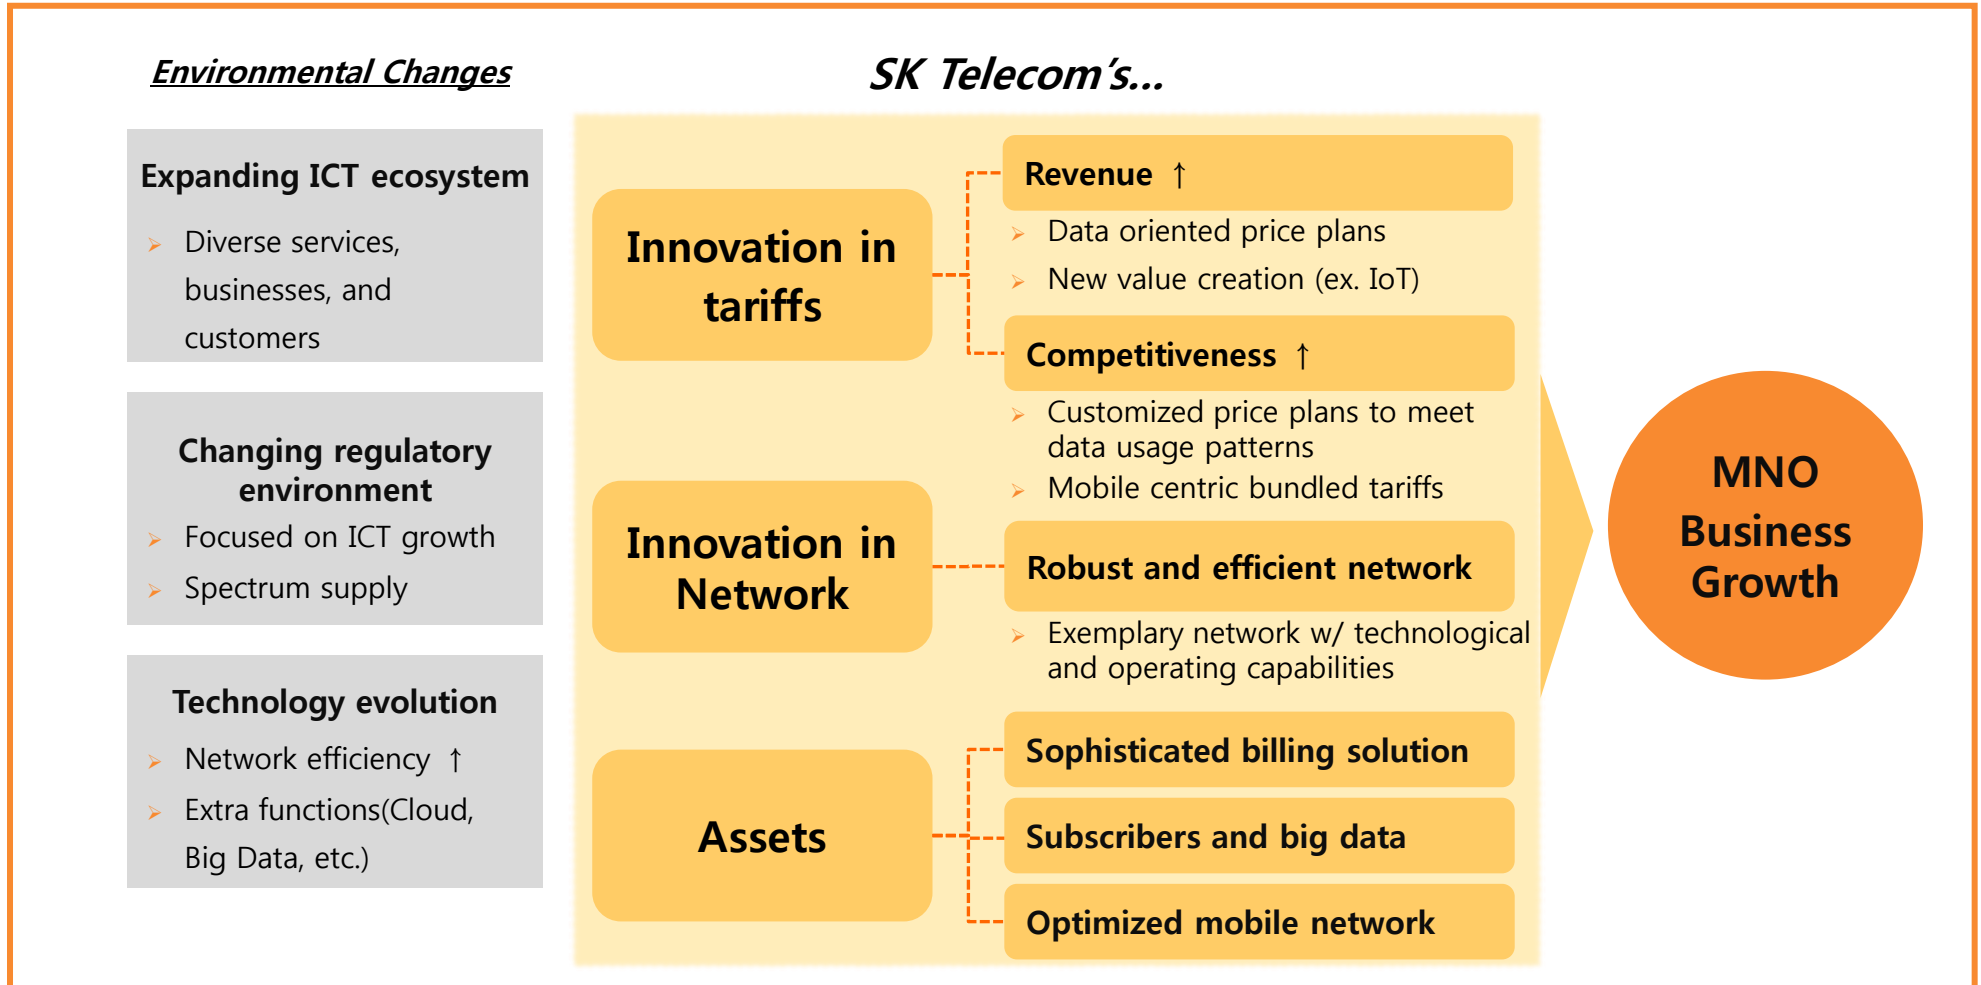 Environmental Changes
Expanding ICT ecosystem
➢ Diverse services,
businesses, and
customers
Changing regulatory
environment
➢ Focused on ICT growth
➢ Spectrum supply
Technology evolution
➢ Network efficiency ↑
➢ Extra functions(Cloud,
Big Data, etc.)
SK Telecom's...
Innovation in
tariffs
Revenue ↑
➢ Data oriented price plans
➢ New value creation (ex. IoT)
Competitiveness ↑
➢ Customized price plans to meet
data usage patterns
➢ Mobile centric bundled tariffs
Innovation in
Network
Robust and efficient network
➢ Exemplary network w/ technological
and operating capabilities
Assets
Sophisticated billing solution
Subscribers and big data
Optimized mobile network
MNO
Business
Growth